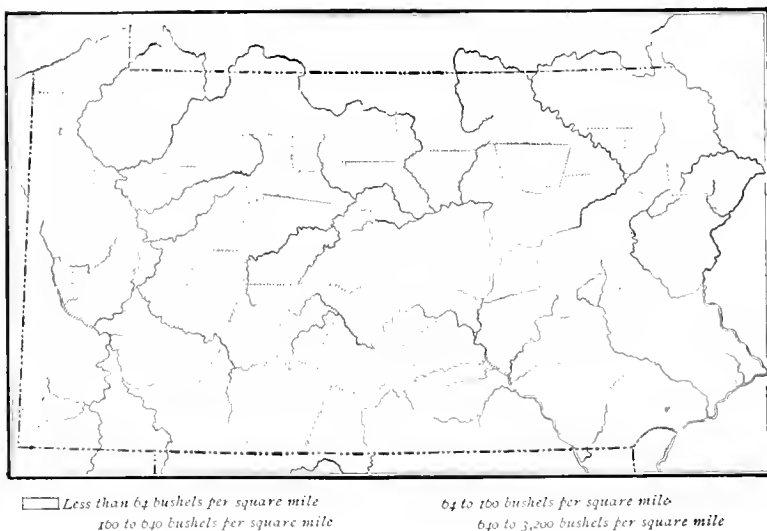 Less than 64 bushels per square mile
64 to 160 bushels per square mile
160 to 640 bushels per square mile
640 to 3,200 bushels per square mile